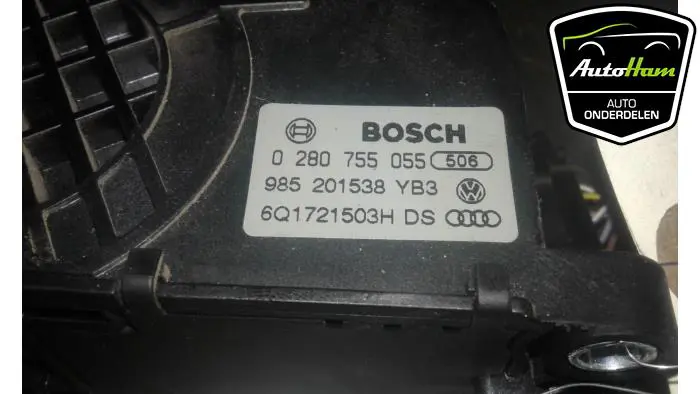 BOSCH
0 280 755 055 506
985 201538 YB3
6Q1721503H DS
AutoHam
AUTO
ONDERDELEN